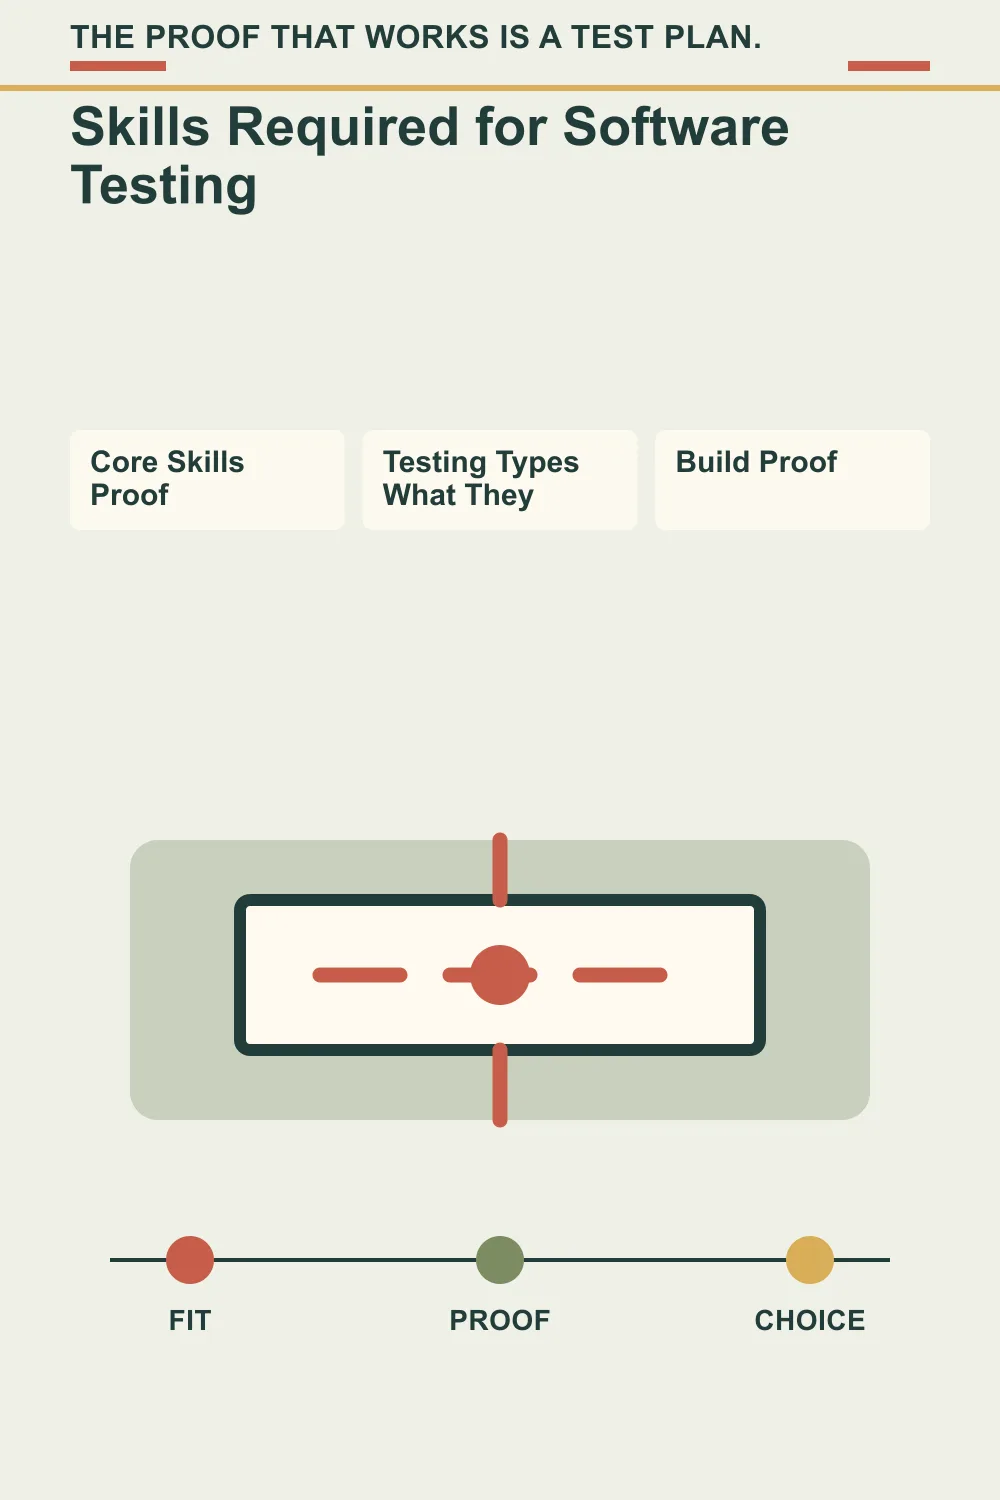 THE PROOF THAT WORKS IS A TEST PLAN.
Skills Required for Software
Testing
Core Skills
Proof
Testing Types
What They
Build Proof
FIT
PROOF
CHOICE